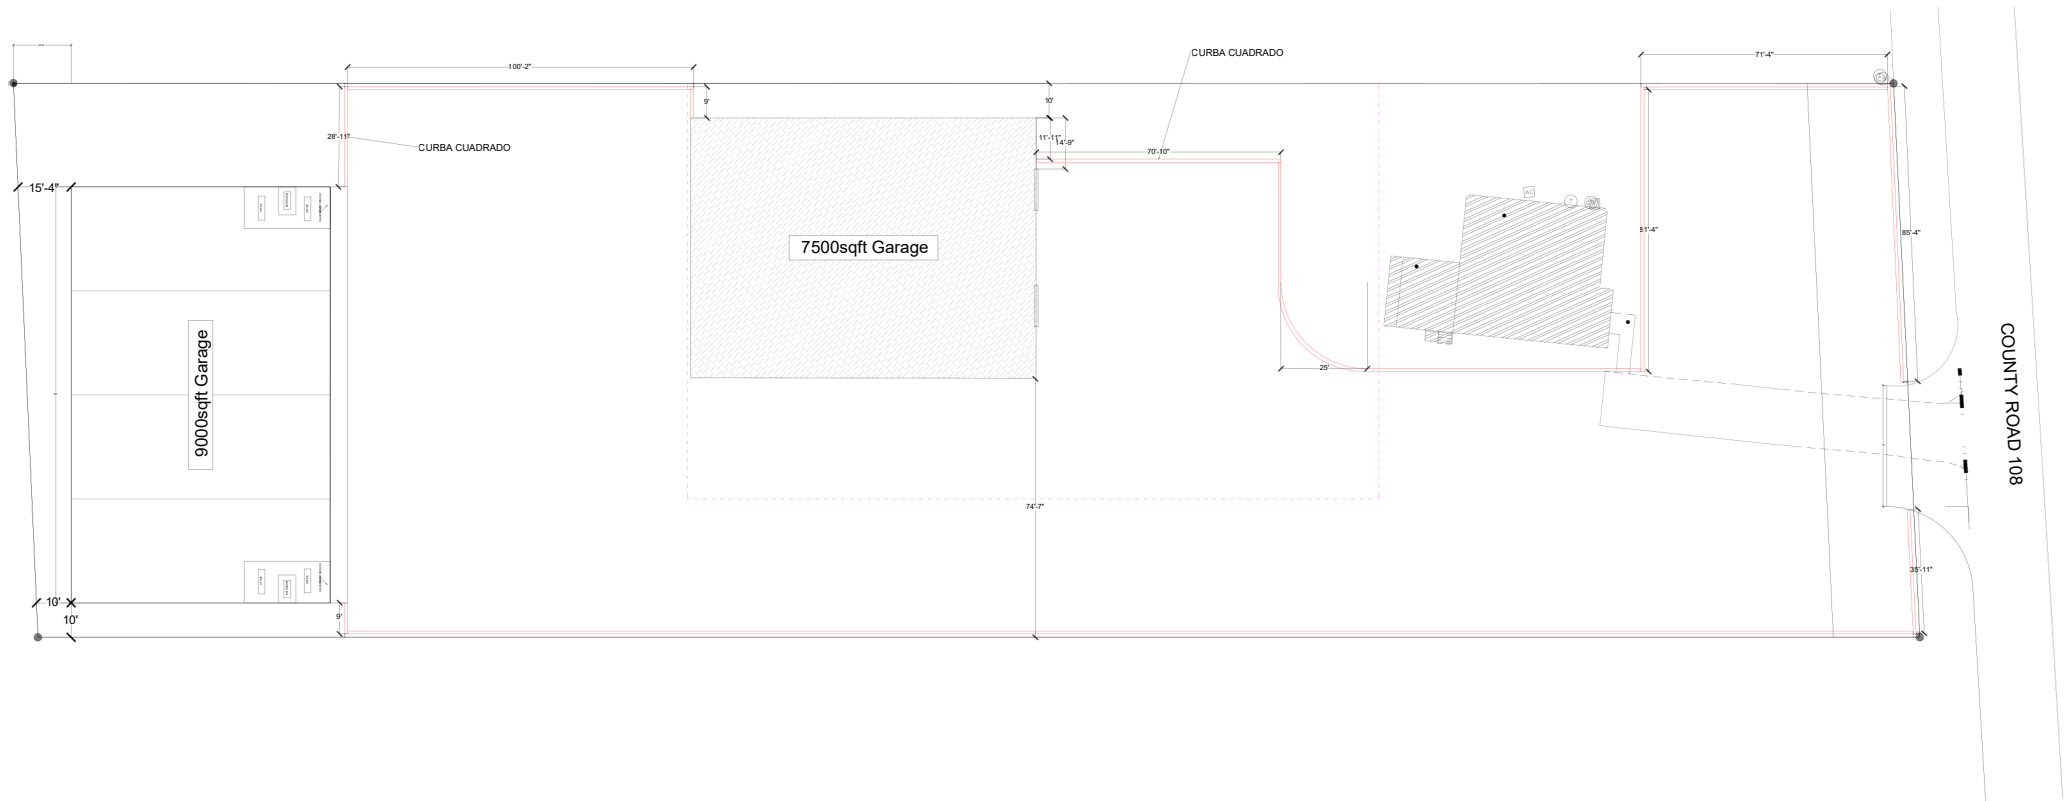 CURBA CUADRADO
71'-4"
100'-2"
9'
10'
28'-11"
11'-11"
14'-9"
CURBA CUADRADO
70'-10"
15'-4"
AC
T
7500sqft Garage
81'-4"
85'-4"
25'
9000sqft Garage
COUNTY ROAD 108
74'-7"
35'-11"
10'
9'
10'